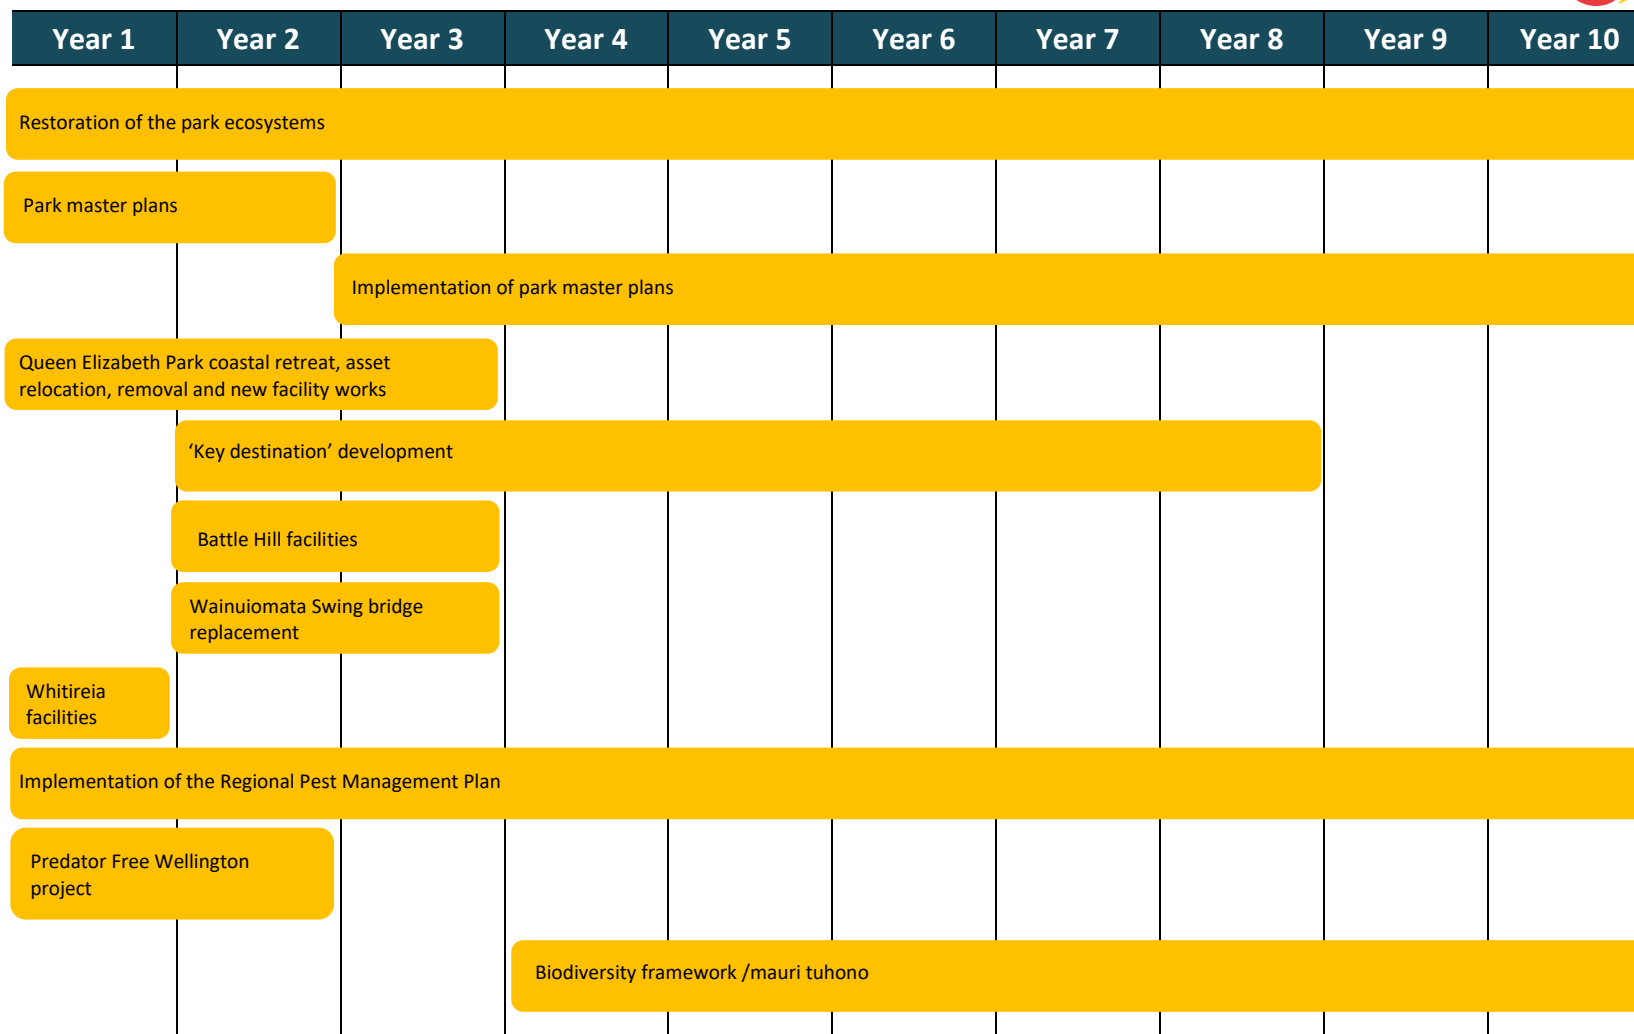 Year 1 Year 2 Year 3 Year 4 Year 5 Year 6 Year 7 Year 8 Year 9 Year 10
Restoration of the park ecosystems
Park master plans
Implementation of park master plans
Queen Elizabeth Park coastal retreat, asset
relocation, removal and new facility works
‘Key destination’ development
Battle Hill facilities
Wainuiomata Swing bridge
replacement
Whitireia
facilities
Implementation of the Regional Pest Management Plan
Predator Free Wellington
project
Biodiversity framework /mauri tuhono